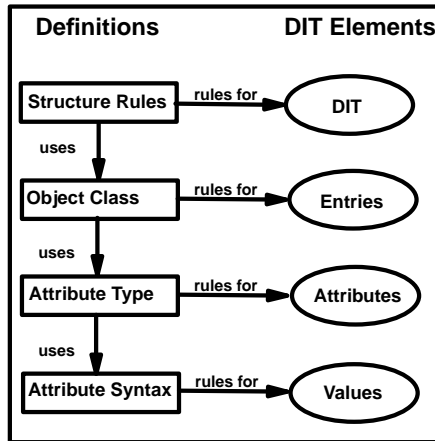 Definitions DIT Elements
Structure Rules rules for DIT
uses
Object Class rules for Entries
uses
Attribute Type rules for Attributes
uses
Attribute Syntax rules for Values